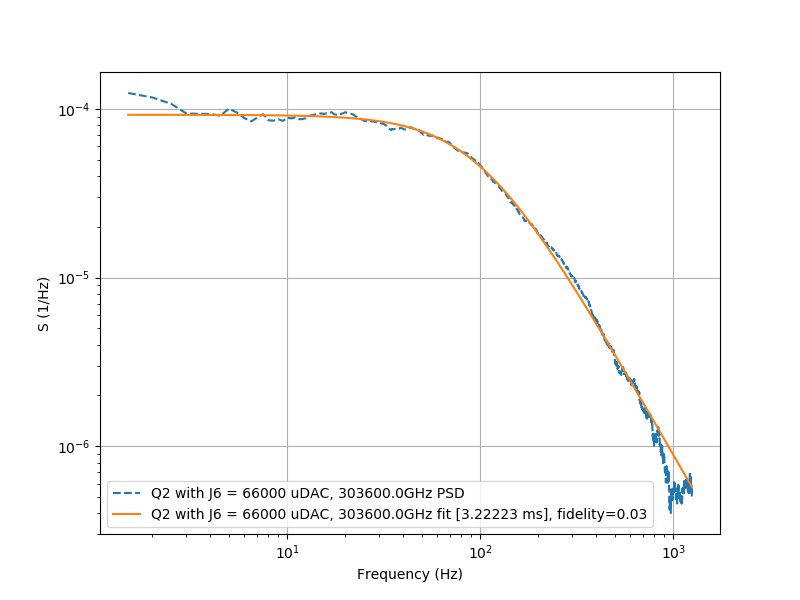 10⁻⁴
10⁻⁵
10⁻⁶
S (1/Hz)
Q2 with J6 = 66000 uDAC, 303600.0GHz PSD
Q2 with J6 = 66000 uDAC, 303600.0GHz fit [3.22223 ms], fidelity=0.03
10¹ 10² 10³
Frequency (Hz)